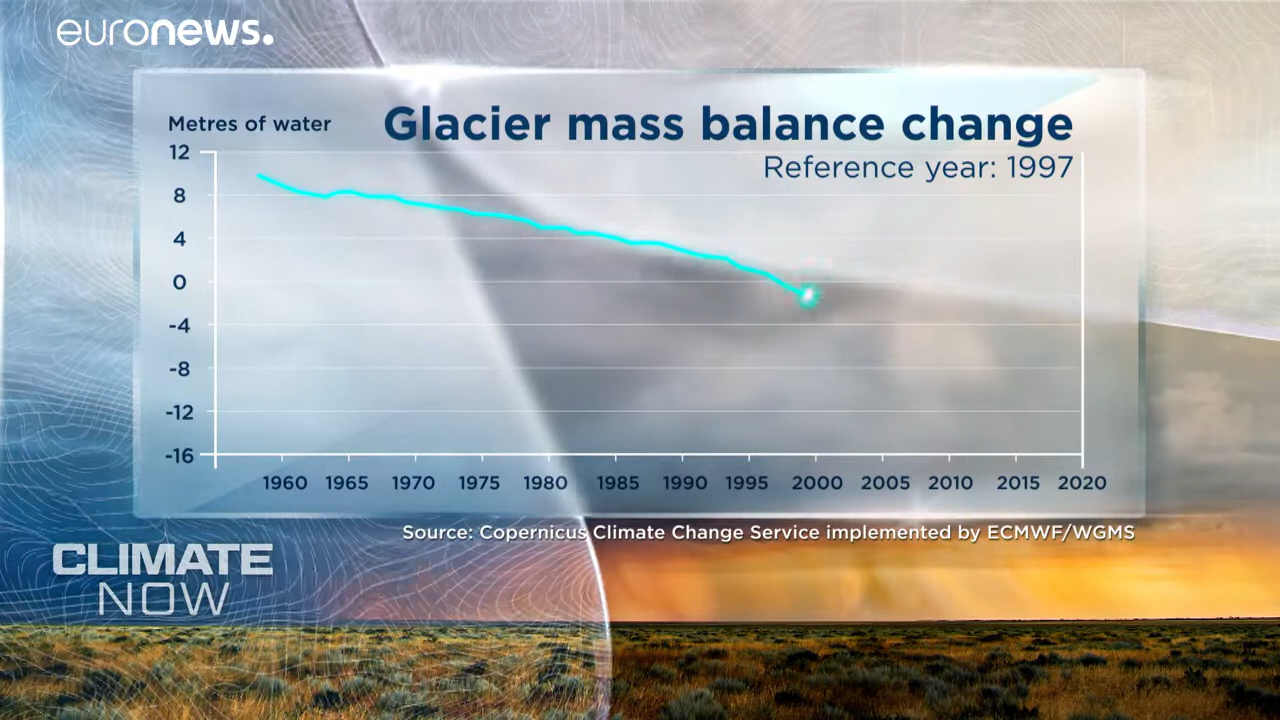 euronews.
Metres of water
Glacier mass balance change
Reference year: 1997
12
8
4
0
-4
-8
-12
-16
1960 1965 1970 1975 1980 1985 1990 1995 2000 2005 2010 2015 2020
Source: Copernicus Climate Change Service implemented by ECMWF/WGMS
CLIMATE
NOW